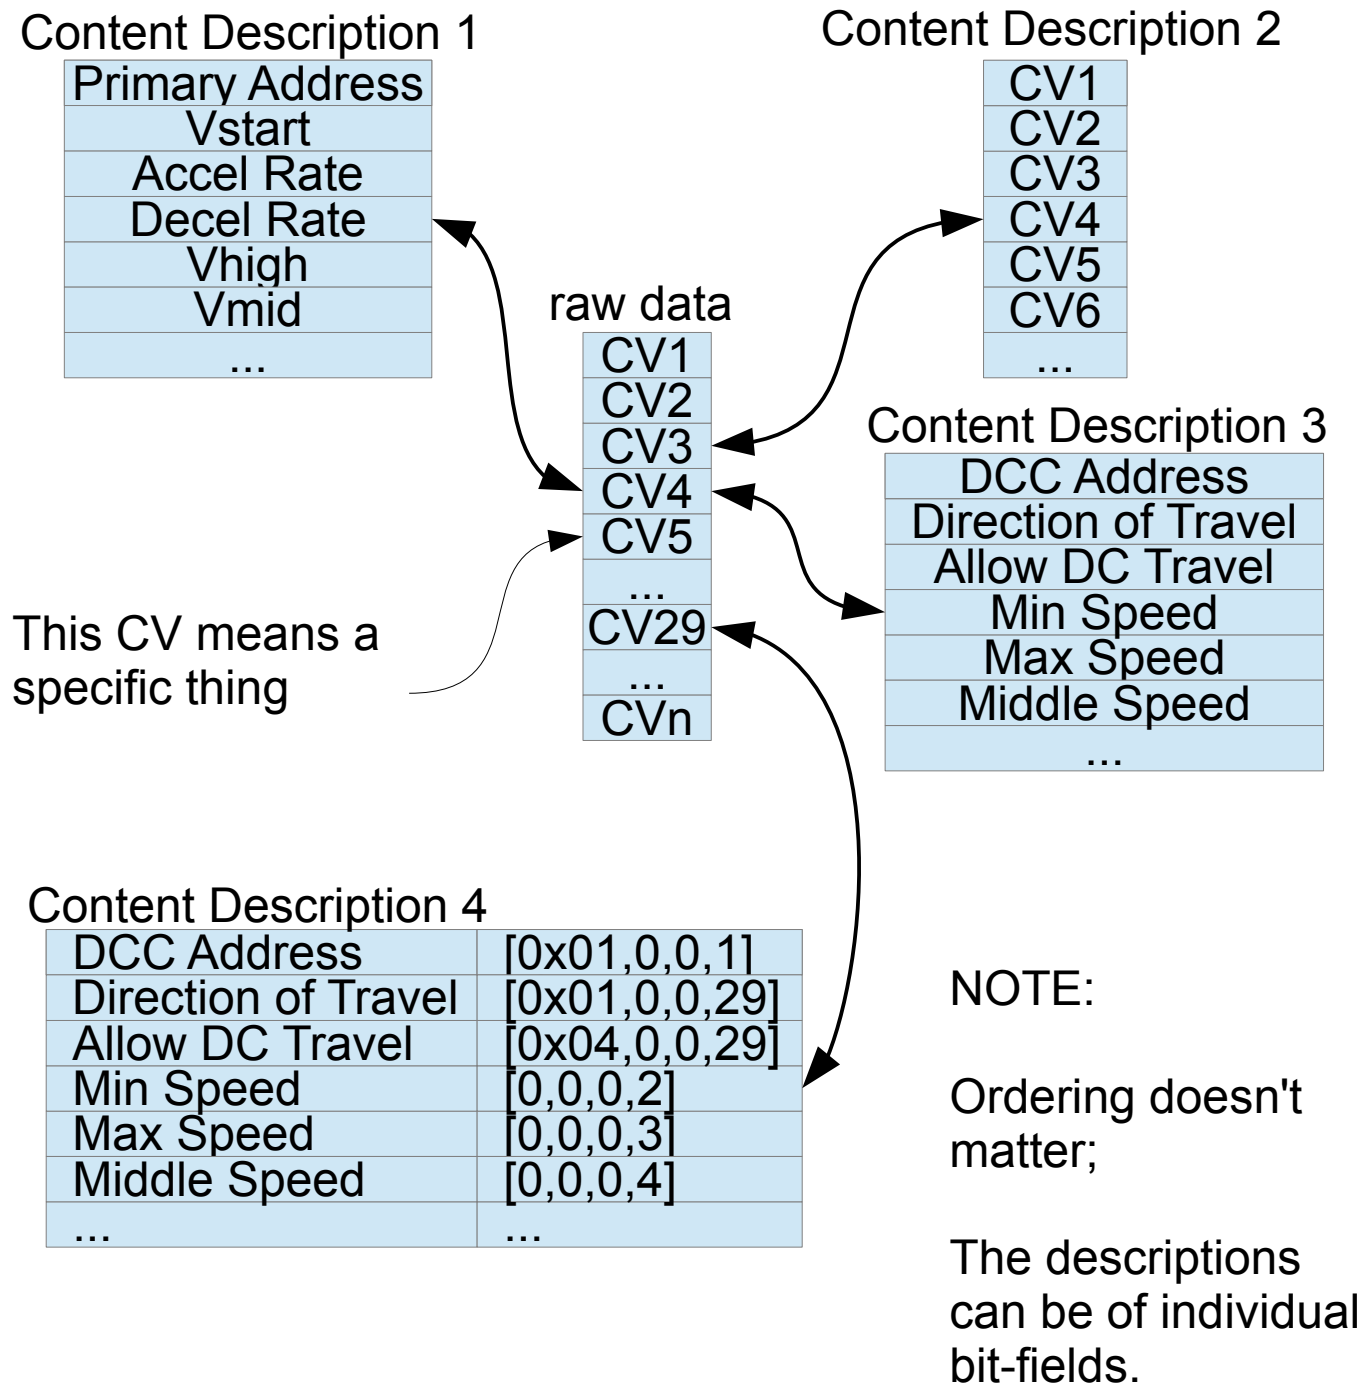 Content Description 1
Primary Address
Vstart
Accel Rate
Decel Rate
Vhigh
Vmid
...
Content Description 2
CV1
CV2
CV3
CV4
CV5
CV6
...
raw data
CV1
CV2
CV3
CV4
CV5
...
CV29
...
CVn
Content Description 3
DCC Address
Direction of Travel
Allow DC Travel
Min Speed
Max Speed
Middle Speed
...
This CV means a
specific thing
Content Description 4
DCC Address [0x01,0,0,1]
Direction of Travel [0x01,0,0,29]
Allow DC Travel [0x04,0,0,29]
Min Speed [0,0,0,2]
Max Speed [0,0,0,3]
Middle Speed [0,0,0,4]
... ...
NOTE:
Ordering doesn't
matter;
The descriptions
can be of individual
bit-fields.